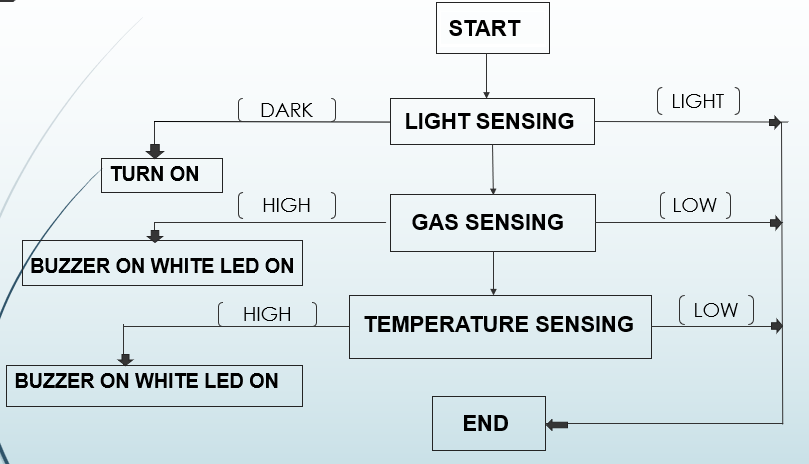 START
[ DARK ]
LIGHT SENSING
[ LIGHT ]
TURN ON
[ HIGH ]
GAS SENSING
[ LOW ]
BUZZER ON WHITE LED ON
[ HIGH ]
TEMPERATURE SENSING
[ LOW ]
BUZZER ON WHITE LED ON
END